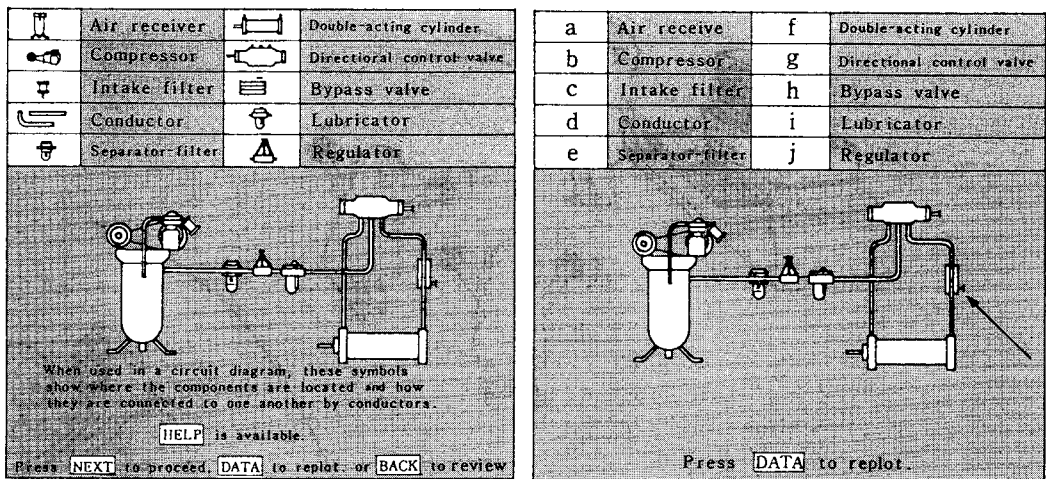 Air receiver Double-acting cylinder
Compressor Directional control valve
Intake filter Bypass valve
Conductor Lubricator
Separator-filter Regulator
When used in a circuit diagram, these symbols
show where the components are located and how
they are connected to one another by conductors.
HELP is available.
Press NEXT to proceed, DATA to replot, or BACK to review
a Air receive f Double-acting cylinder
b Compressor g Directional control valve
c Intake filter h Bypass valve
d Conductor i Lubricator
e Separator-filter j Regulator
Press DATA to replot.